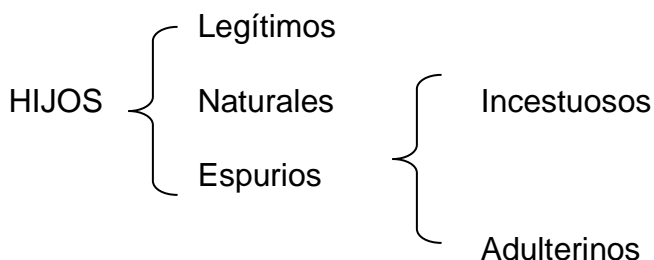 Legítimos
HIJOS Naturales Incestuosos
Espurios
Adulterinos